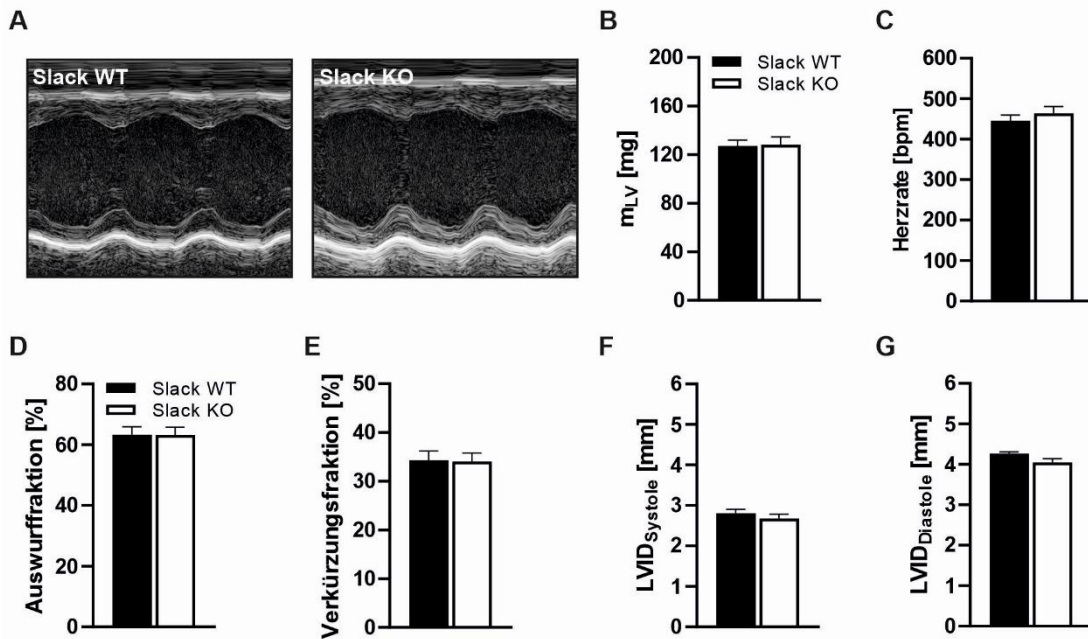 A
Slack WT
Slack KO
B
m_LV [mg]
200
160
120
80
40
0
Slack WT
Slack KO
C
Herzrate [bpm]
600
500
400
300
200
100
0
D
Auswurffraktion [%]
80
60
40
20
0
Slack WT
Slack KO
E
Verkürzungsfraktion [%]
50
40
30
20
10
0
F
LVID_Systole [mm]
6
5
4
3
2
1
0
G
LVID_Diastole [mm]
6
5
4
3
2
1
0